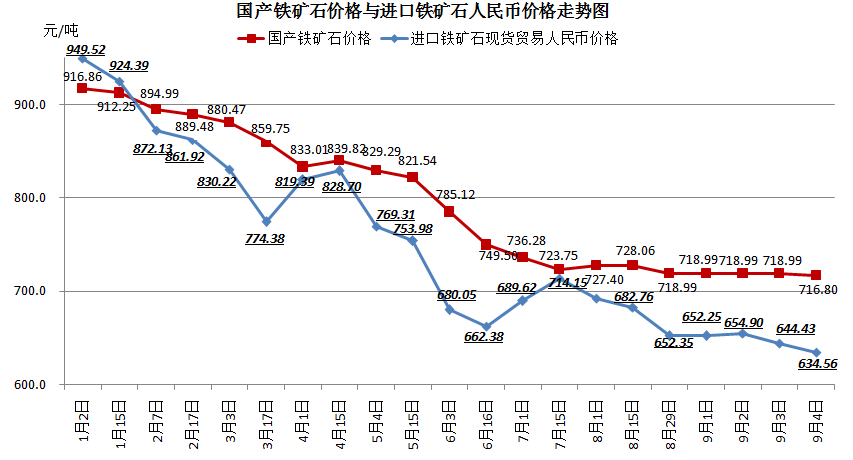 国产铁矿石价格与进口铁矿石人民币价格走势图
元/吨
国产铁矿石价格 进口铁矿石现货贸易人民币价格
949.52
924.39
916.86
912.25
894.99
889.48
880.47
859.75
833.01
839.82
829.29
821.54
785.12
749.50
736.28
723.75
727.40
728.06
718.99
718.99
718.99
718.99
716.80
872.13
861.92
830.22
774.38
819.39
828.70
769.31
753.98
680.05
662.38
689.62
714.15
682.76
652.35
652.25
654.90
644.43
634.56
900.0
800.0
700.0
600.0
1月2日
1月15日
2月7日
2月17日
3月3日
3月17日
4月1日
4月15日
5月4日
5月15日
6月3日
6月16日
7月1日
7月15日
8月1日
8月15日
8月29日
9月1日
9月2日
9月3日
9月4日